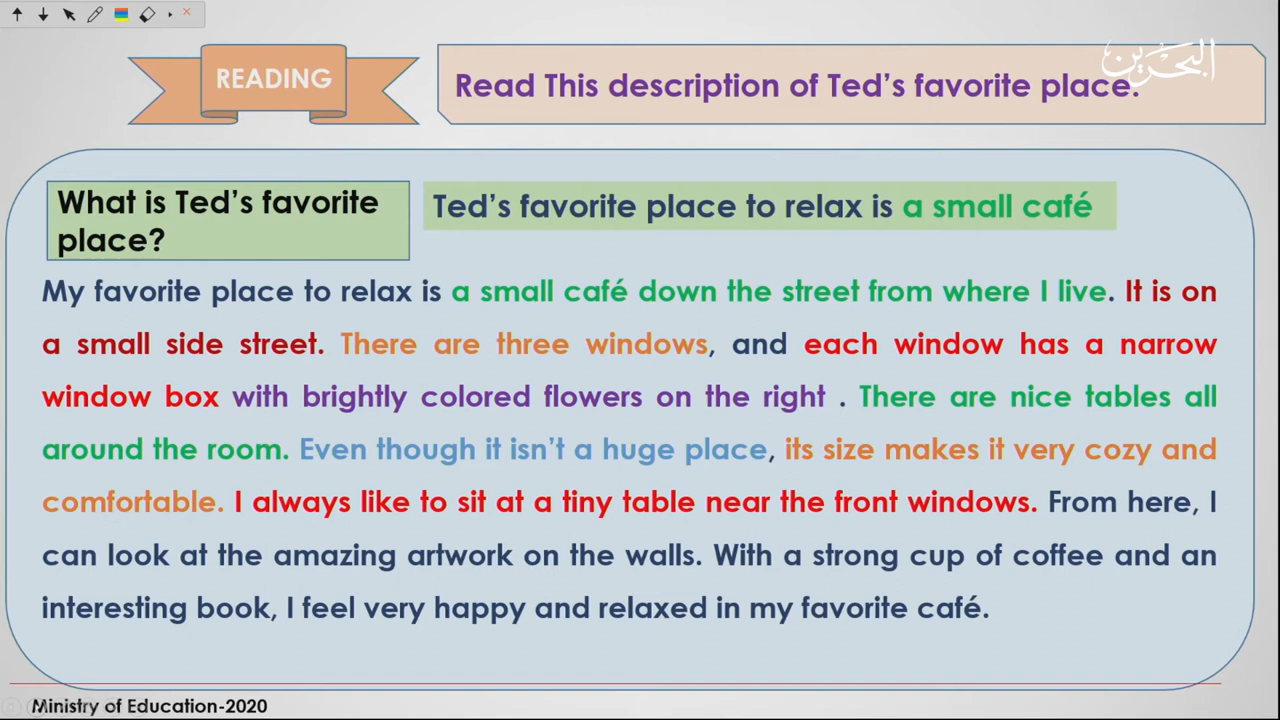 البحرين
READING
Read This description of Ted's favorite place.
What is Ted's favorite
place?
Ted's favorite place to relax is a small café
My favorite place to relax is a small café down the street from where I live. It is on
a small side street. There are three windows, and each window has a narrow
window box with brightly colored flowers on the right . There are nice tables all
around the room. Even though it isn't a huge place, its size makes it very cozy and
comfortable. I always like to sit at a tiny table near the front windows. From here, I
can look at the amazing artwork on the walls. With a strong cup of coffee and an
interesting book, I feel very happy and relaxed in my favorite café.
Ministry of Education-2020